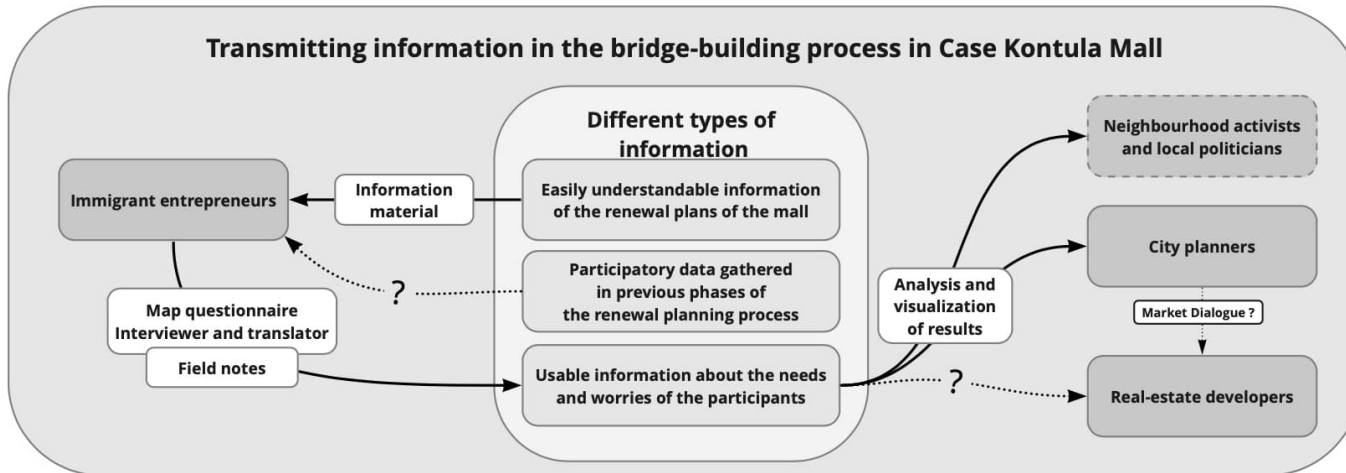 Transmitting information in the bridge-building process in Case Kontula Mall
Different types of
information
Immigrant entrepreneurs
Information
material
Easily understandable information
of the renewal plans of the mall
?
Participatory data gathered
in previous phases of
the renewal planning process
Map questionnaire
Interviewer and translator
Field notes
Usable information about the needs
and worries of the participants
Analysis and
visualization
of results
?
Neighbourhood activists
and local politicians
City planners
Market Dialogue ?
Real-estate developers